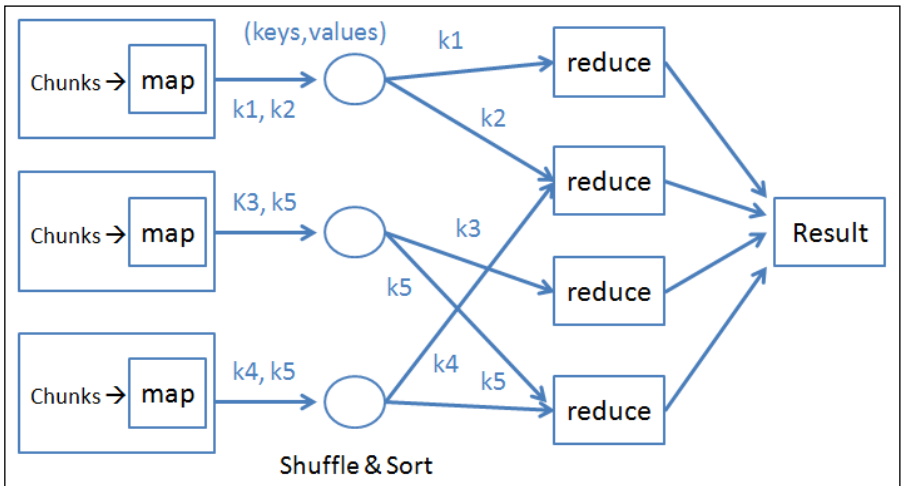 (keys,values)
k1
reduce
Chunks → map
k1, k2
k2
reduce
K3, k5
k3
Chunks → map
Result
k5
reduce
k4, k5
k4
k5
Chunks → map
reduce
Shuffle & Sort